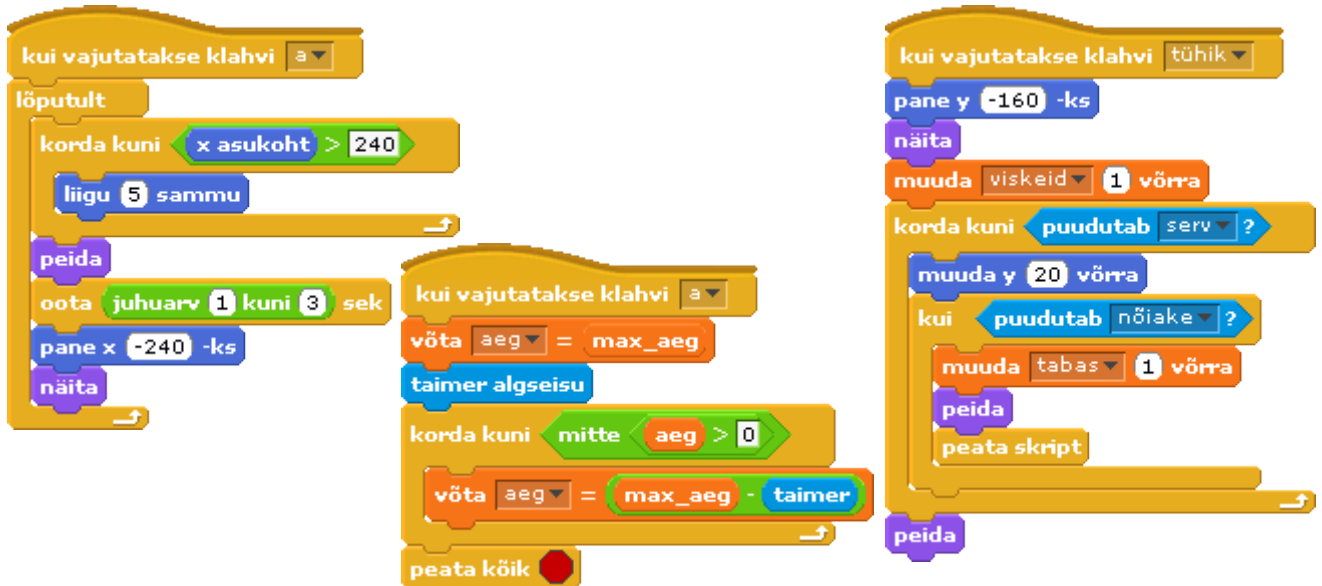 kui vajutatakse klahvi a
lõputult
korda kuni x asukoht > 240
liigu 5 sammu
peida
oota juhuarv 1 kuni 3 sek
pane x -240 -ks
näita
kui vajutatakse klahvi a
võta aeg = max_aeg
taimer algseisu
korda kuni mitte aeg > 0
võta aeg = max_aeg - taimer
peata kõik
kui vajutatakse klahvi tühik
pane y -160 -ks
näita
muuda viskeid 1 võrra
korda kuni puudutab serv ?
muuda y 20 võrra
kui puudutab nõiake ?
muuda tabas 1 võrra
peida
peata skript
peida